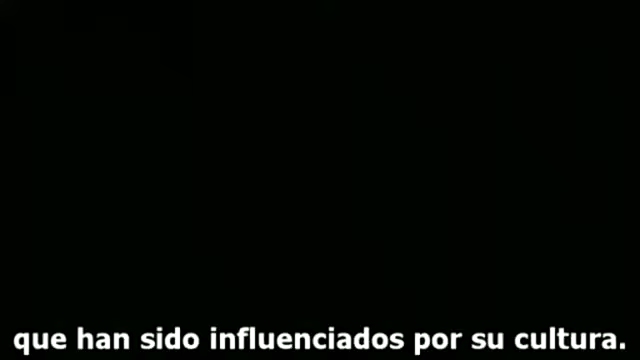 que han sido influenciados por su cultura.